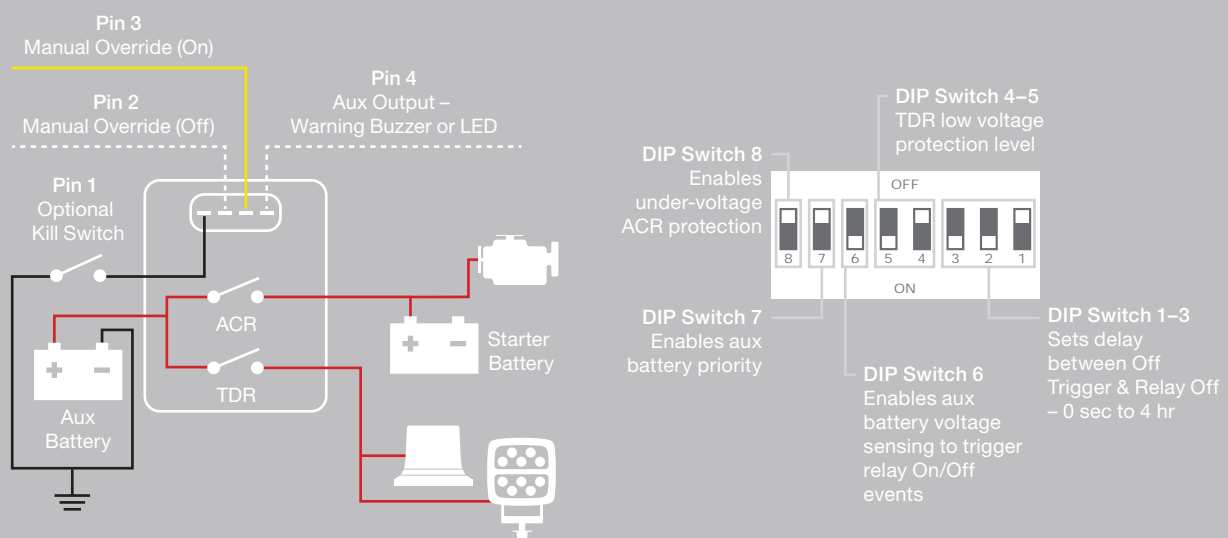 Pin 3
Manual Override (On)
Pin 2
Manual Override (Off)
Pin 4
Aux Output –
Warning Buzzer or LED
Pin 1
Optional
Kill Switch
ACR
TDR
+ −
Aux
Battery
+ −
Starter
Battery
DIP Switch 4–5
TDR low voltage
protection level
DIP Switch 8
Enables
under-voltage
ACR protection
OFF
8 7 6 5 4 3 2 1
ON
DIP Switch 7
Enables aux
battery priority
DIP Switch 6
Enables aux
battery voltage
sensing to trigger
relay On/Off
events
DIP Switch 1–3
Sets delay
between Off
Trigger & Relay Off
– 0 sec to 4 hr